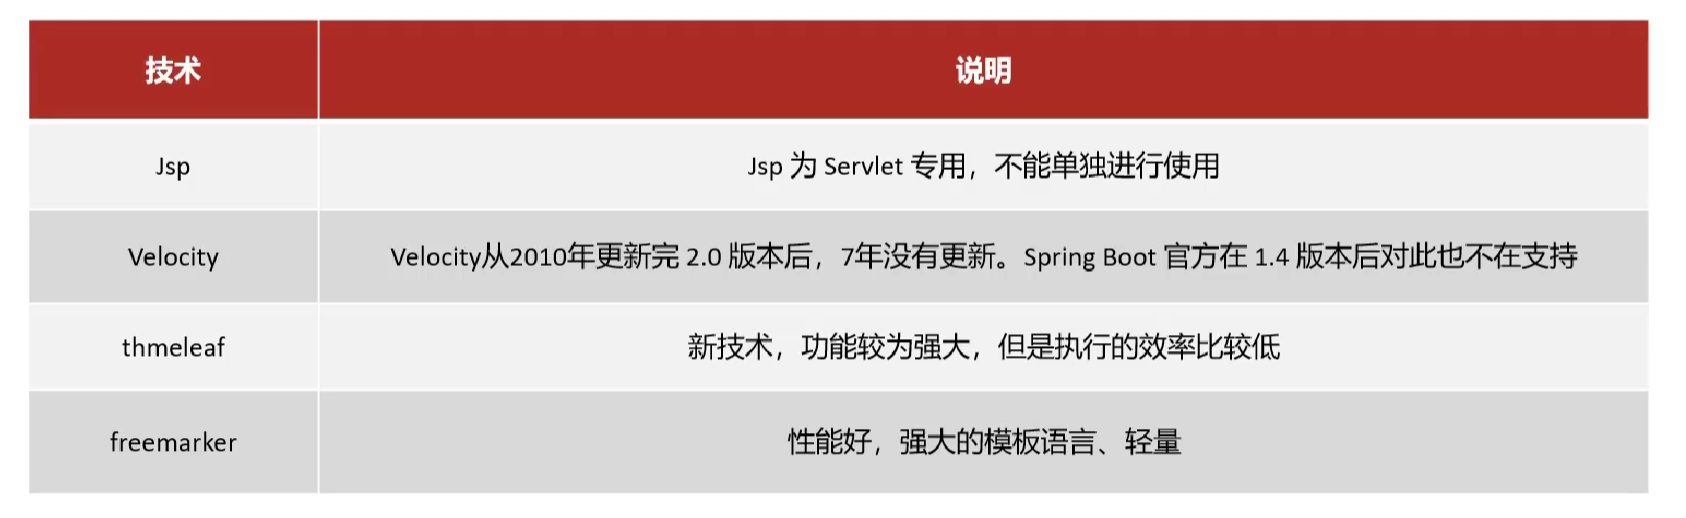 技术 说明
Jsp Jsp 为 Servlet 专用，不能单独进行使用
Velocity Velocity从2010年更新完 2.0 版本后，7年没有更新。Spring Boot 官方在 1.4 版本后对此也不在支持
thmeleaf 新技术，功能较为强大，但是执行的效率比较低
freemarker 性能好，强大的模板语言、轻量